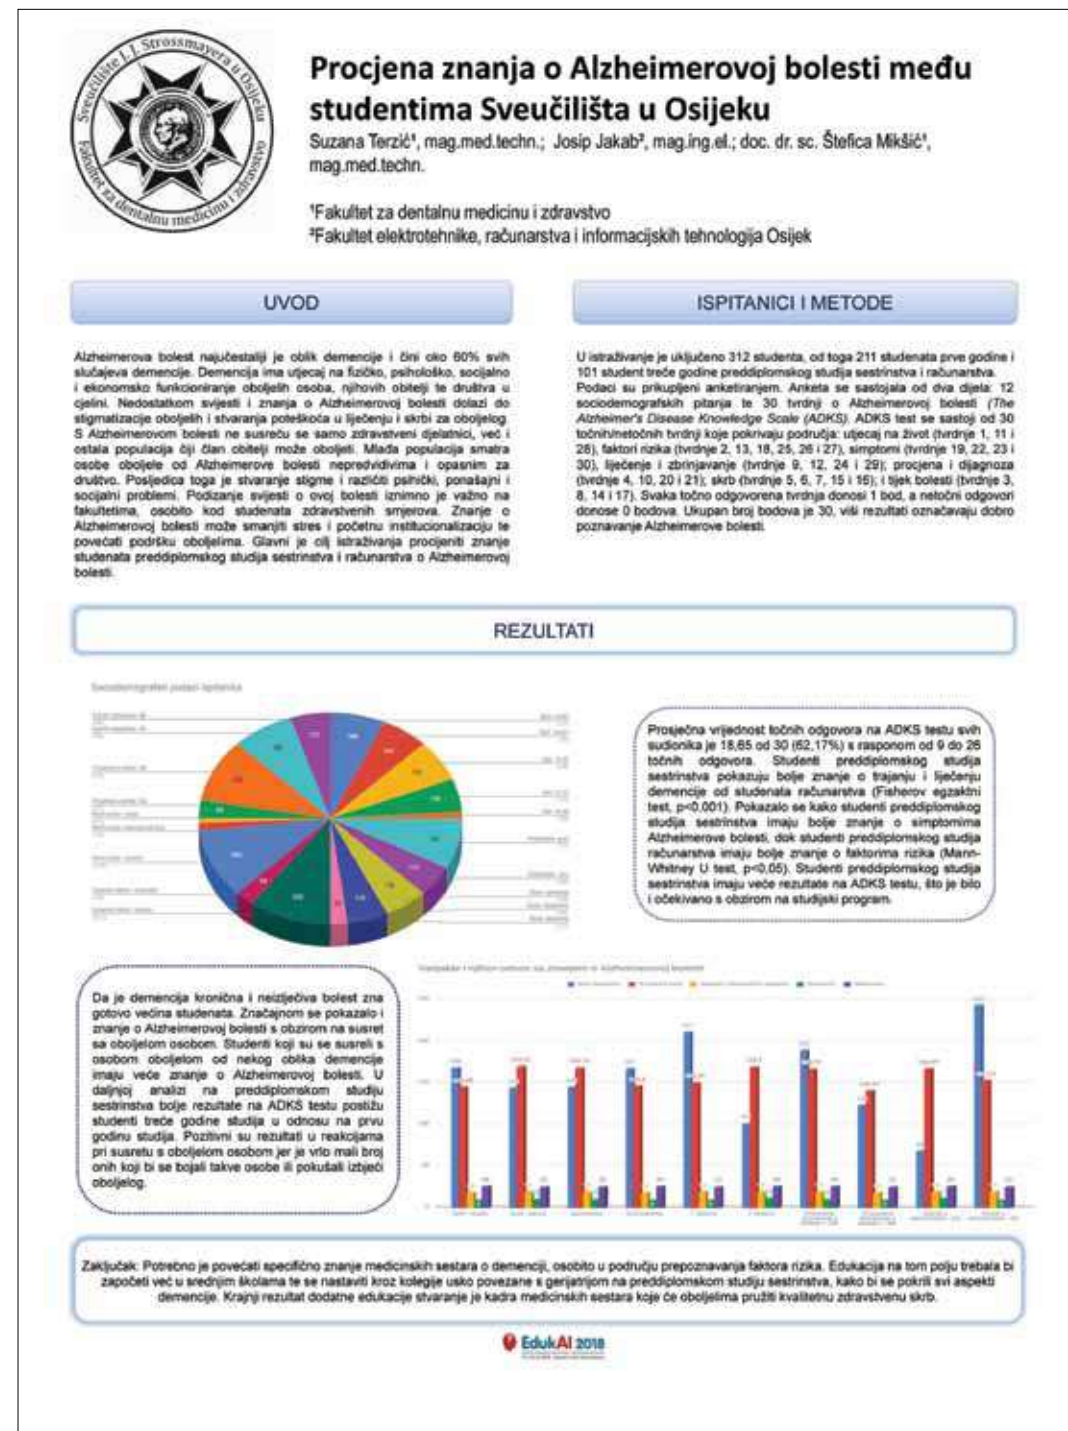 Sveučilište J. J. Strossmayera u Osijeku
Fakultet za dentalnu medicinu i zdravstvo
Procjena znanja o Alzheimerovoj bolesti među
studentima Sveučilišta u Osijeku
Suzana Terzić¹, mag.med.techn.; Josip Jakab², mag.ing.el.; doc. dr. sc. Štefica Mikšić¹,
mag.med.techn.
¹Fakultet za dentalnu medicinu i zdravstvo
²Fakultet elektrotehnike, računarstva i informacijskih tehnologija Osijek
UVOD
Alzheimerova bolest najučestaliji je oblik demencije i čini oko 60% svih
slučajeva demencije. Demencija ima utjecaj na fizičko, psihološko, socijalno
i ekonomsko funkcioniranje oboljelih osoba, njihovih obitelji te društva u
cjelini. Nedostatkom svijesti i znanja o Alzheimerovoj bolesti dolazi do
stigmatizacije oboljelih i stvaranja poteškoća u liječenju i skrbi za oboljelog.
S Alzheimerovom bolesti ne susreću se samo zdravstveni djelatnici, već i
ostala populacija čiji član obitelji može oboljeti. Mlađa populacija smatra
osobe oboljele od Alzheimerove bolesti nepredvidivima i opasnim za
društvo. Posljedica toga je stvaranje stigme i različiti psihički, ponašajni i
socijalni problemi. Podizanje svijesti o ovoj bolesti iznimno je važno na
fakultetima, osobito kod studenata zdravstvenih smjerova. Znanje o
Alzheimerovoj bolesti može smanjiti stres i početnu institucionalizaciju te
povećati podršku oboljelima. Glavni je cilj istraživanja procijeniti znanje
studenata preddiplomskog studija sestrinstva i računarstva o Alzheimerovoj
bolesti.
ISPITANICI I METODE
U istraživanje je uključeno 312 studenta, od toga 211 studenata prve godine i
101 student treće godine preddiplomskog studija sestrinstva i računarstva.
Podaci su prikupljeni anketiranjem. Anketa se sastojala od dva dijela: 12
sociodemografskih pitanja te 30 tvrdnji o Alzheimerovoj bolesti (The
Alzheimer's Disease Knowledge Scale (ADKS). ADKS test se sastoji od 30
točnih/netočnih tvrdnji koje pokrivaju područja: utjecaj na život (tvrdnje 1, 11 i
28), faktori rizika (tvrdnje 2, 13, 18, 25, 26 i 27), simptomi (tvrdnje 19, 22, 23 i
30), liječenje i zbrinjavanje (tvrdnje 9, 12, 24 i 29); procjena i dijagnoza
(tvrdnje 4, 10, 20 i 21); skrb (tvrdnje 5, 6, 7, 15 i 16); i tijek bolesti (tvrdnje 3,
8, 14 i 17). Svaka točno odgovorena tvrdnja donosi 1 bod, a netočni odgovori
donose 0 bodova. Ukupan broj bodova je 30, viši rezultati označavaju dobro
poznavanje Alzheimerove bolesti.
REZULTATI
Sociodemografski podaci ispitanika
Prosječna vrijednost točnih odgovora na ADKS testu svih
sudionika je 18,65 od 30 (62,17%) s rasponom od 9 do 26
točnih odgovora. Studenti preddiplomskog studija
sestrinstva pokazuju bolje znanje o trajanju i liječenju
demencije od studenata računarstva (Fisherov egzaktni
test, p<0,001). Pokazalo se kako studenti preddiplomskog
studija sestrinstva imaju bolje znanje o simptomima
Alzheimerove bolesti, dok studenti preddiplomskog studija
računarstva imaju bolje znanje o faktorima rizika (Mann-
Whitney U test, p<0,05). Studenti preddiplomskog studija
sestrinstva imaju veće rezultate na ADKS testu, što je bilo
i očekivano s obzirom na studijski program.
Da je demencija kronična i neizlječiva bolest zna
gotovo većina studenata. Značajnom se pokazalo i
znanje o Alzheimerovoj bolesti s obzirom na susret
sa oboljelom osobom. Studenti koji su se susreli s
osobom oboljelom od nekog oblika demencije
imaju veće znanje o Alzheimerovoj bolesti. U
daljnjoj analizi na preddiplomskom studiju
sestrinstva bolje rezultate na ADKS testu postižu
studenti treće godine studija u odnosu na prvu
godinu studija. Pozitivni su rezultati u reakcijama
pri susretu s oboljelom osobom jer je vrlo mali broj
onih koji bi se bojali takve osobe ili pokušali izbjeći
oboljelog.
Zaključak: Potrebno je povećati specifično znanje medicinskih sestara o demenciji, osobito u području prepoznavanja faktora rizika. Edukacija na tom polju trebala bi
započeti već u srednjim školama te se nastaviti kroz kolegije usko povezane s gerijatrijom na preddiplomskom studiju sestrinstva, kako bi se pokrili svi aspekti
demencije. Krajnji rezultat dodatne edukacije stvaranje je kadra medicinskih sestara koje će oboljelima pružiti kvalitetnu zdravstvenu skrb.
EdukAl 2018